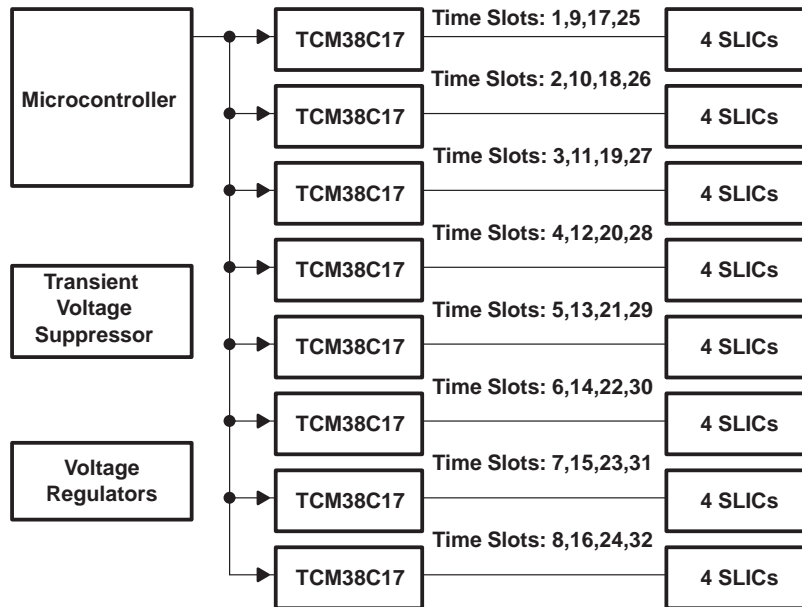 Microcontroller
Transient
Voltage
Suppressor
Voltage
Regulators
TCM38C17
Time Slots: 1,9,17,25
4 SLICs
TCM38C17
Time Slots: 2,10,18,26
4 SLICs
TCM38C17
Time Slots: 3,11,19,27
4 SLICs
TCM38C17
Time Slots: 4,12,20,28
4 SLICs
TCM38C17
Time Slots: 5,13,21,29
4 SLICs
TCM38C17
Time Slots: 6,14,22,30
4 SLICs
TCM38C17
Time Slots: 7,15,23,31
4 SLICs
TCM38C17
Time Slots: 8,16,24,32
4 SLICs